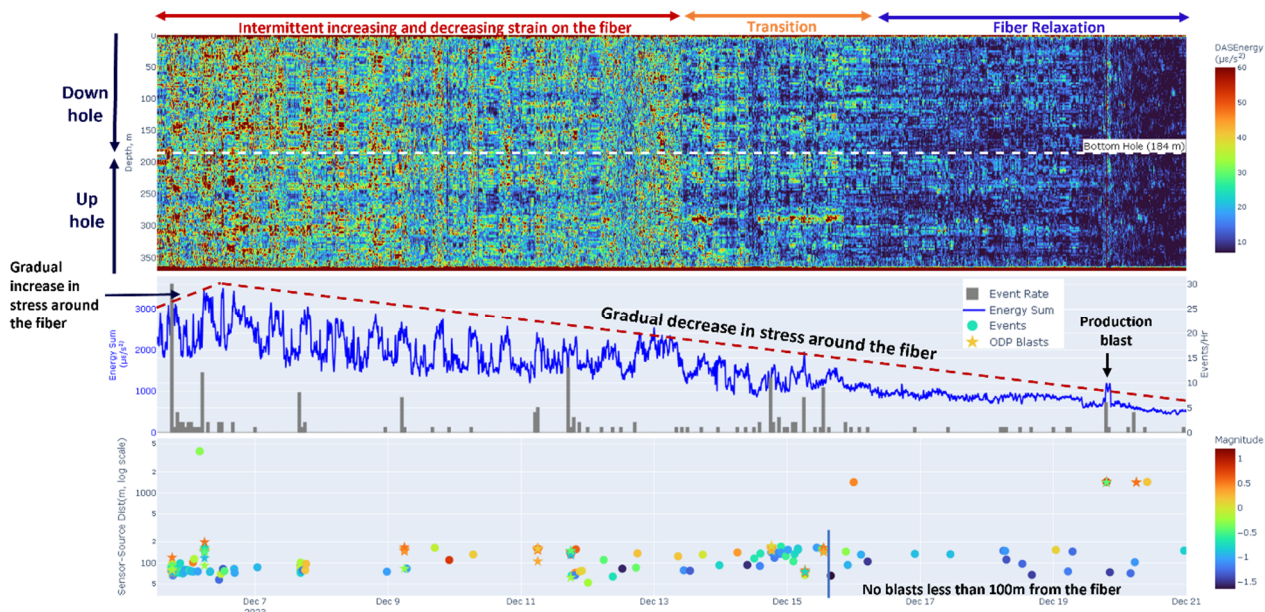 Intermittent increasing and decreasing strain on the fiber
Transition
Fiber Relaxation
Down
hole
Up
hole
Depth, m
0
50
100
150
200
250
300
350
Bottom Hole (184 m)
DASEnergy
(με/s²)
60
50
40
30
20
10
Gradual
increase in
stress around
the fiber
Energy Sum
(με/s²)
3000
2000
1000
0
Gradual decrease in stress around the fiber
Event Rate
Energy Sum
Events
ODP Blasts
Production
blast
Events/Hr
30
25
20
15
10
5
0
Sensor-Source Dist(m, log scale)
5
2
1000
5
2
100
5
No blasts less than 100m from the fiber
Magnitude
1
0.5
0
−0.5
−1
−1.5
Dec 7
2023
Dec 9
Dec 11
Dec 13
Dec 15
Dec 17
Dec 19
Dec 21